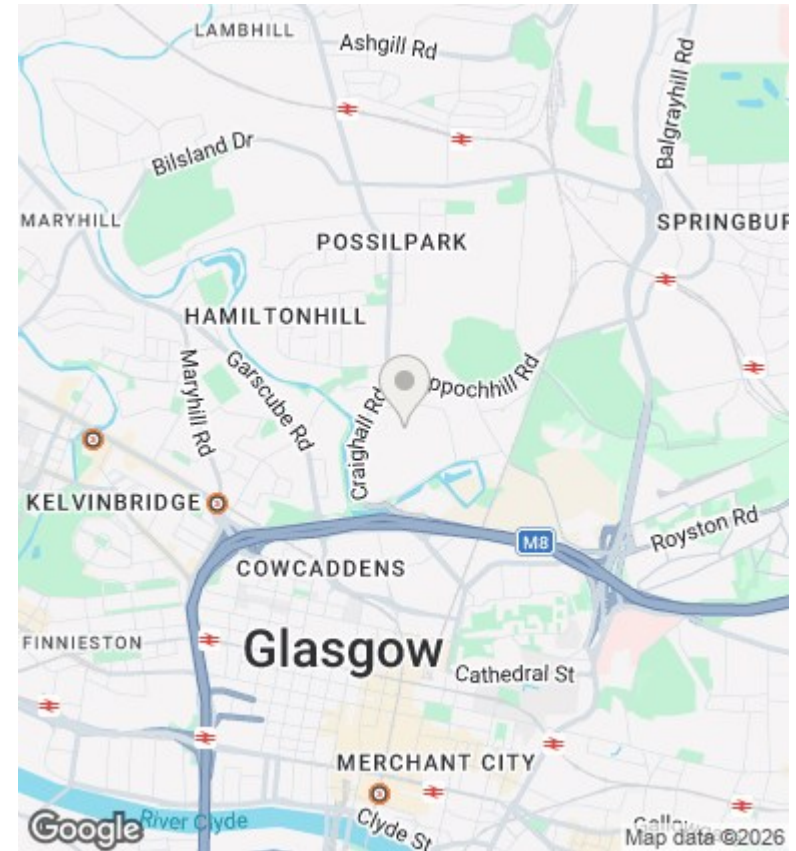 LAMBHILL
Ashgill Rd
Balgrayhill Rd
Bilsland Dr
MARYHILL
POSSILPARK
SPRINGBUR
HAMILTONHILL
Maryhill Rd
Garscube Rd
Craighall Rd
ppochhill Rd
KELVINBRIDGE
M8
Royston Rd
COWCADDENS
FINNIESTON
Glasgow
Cathedral St
MERCHANT CITY
River Clyde
Clyde St
Google
Map data ©2026